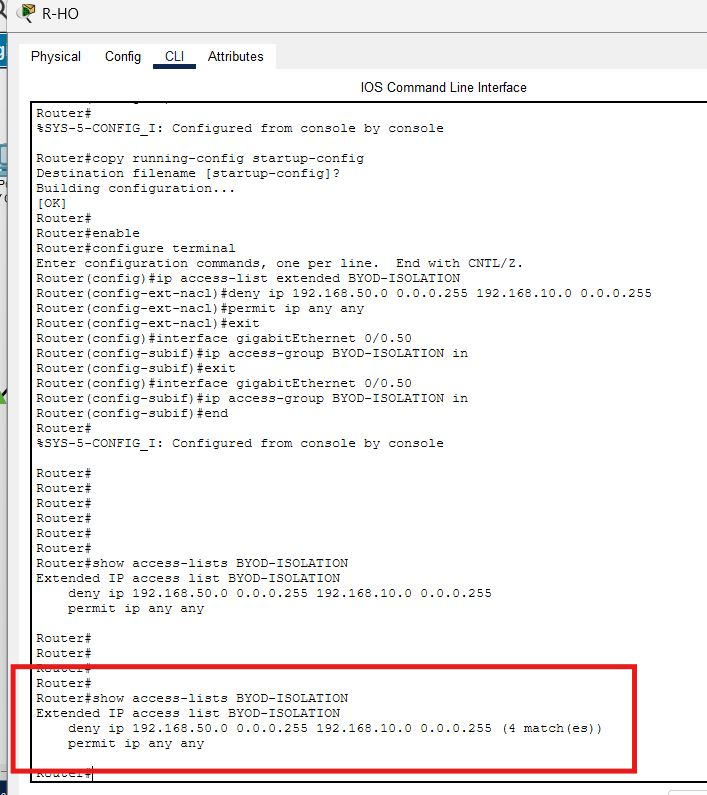 R-HO
Physical Config CLI Attributes
IOS Command Line Interface
Router#
%SYS-5-CONFIG_I: Configured from console by console
Router#copy running-config startup-config
Destination filename [startup-config]?
Building configuration...
[OK]
Router#
Router#enable
Router#configure terminal
Enter configuration commands, one per line.  End with CNTL/Z.
Router(config)#ip access-list extended BYOD-ISOLATION
Router(config-ext-nacl)#deny ip 192.168.50.0 0.0.0.255 192.168.10.0 0.0.0.255
Router(config-ext-nacl)#permit ip any any
Router(config-ext-nacl)#exit
Router(config)#interface gigabitEthernet 0/0.50
Router(config-subif)#ip access-group BYOD-ISOLATION in
Router(config-subif)#exit
Router(config)#interface gigabitEthernet 0/0.50
Router(config-subif)#ip access-group BYOD-ISOLATION in
Router(config-subif)#end
Router#
%SYS-5-CONFIG_I: Configured from console by console
Router#
Router#
Router#
Router#
Router#
Router#
Router#show access-lists BYOD-ISOLATION
Extended IP access list BYOD-ISOLATION
    deny ip 192.168.50.0 0.0.0.255 192.168.10.0 0.0.0.255
    permit ip any any
Router#
Router#
Router#
Router#
Router#show access-lists BYOD-ISOLATION
Extended IP access list BYOD-ISOLATION
    deny ip 192.168.50.0 0.0.0.255 192.168.10.0 0.0.0.255 (4 match(es))
    permit ip any any
Router#